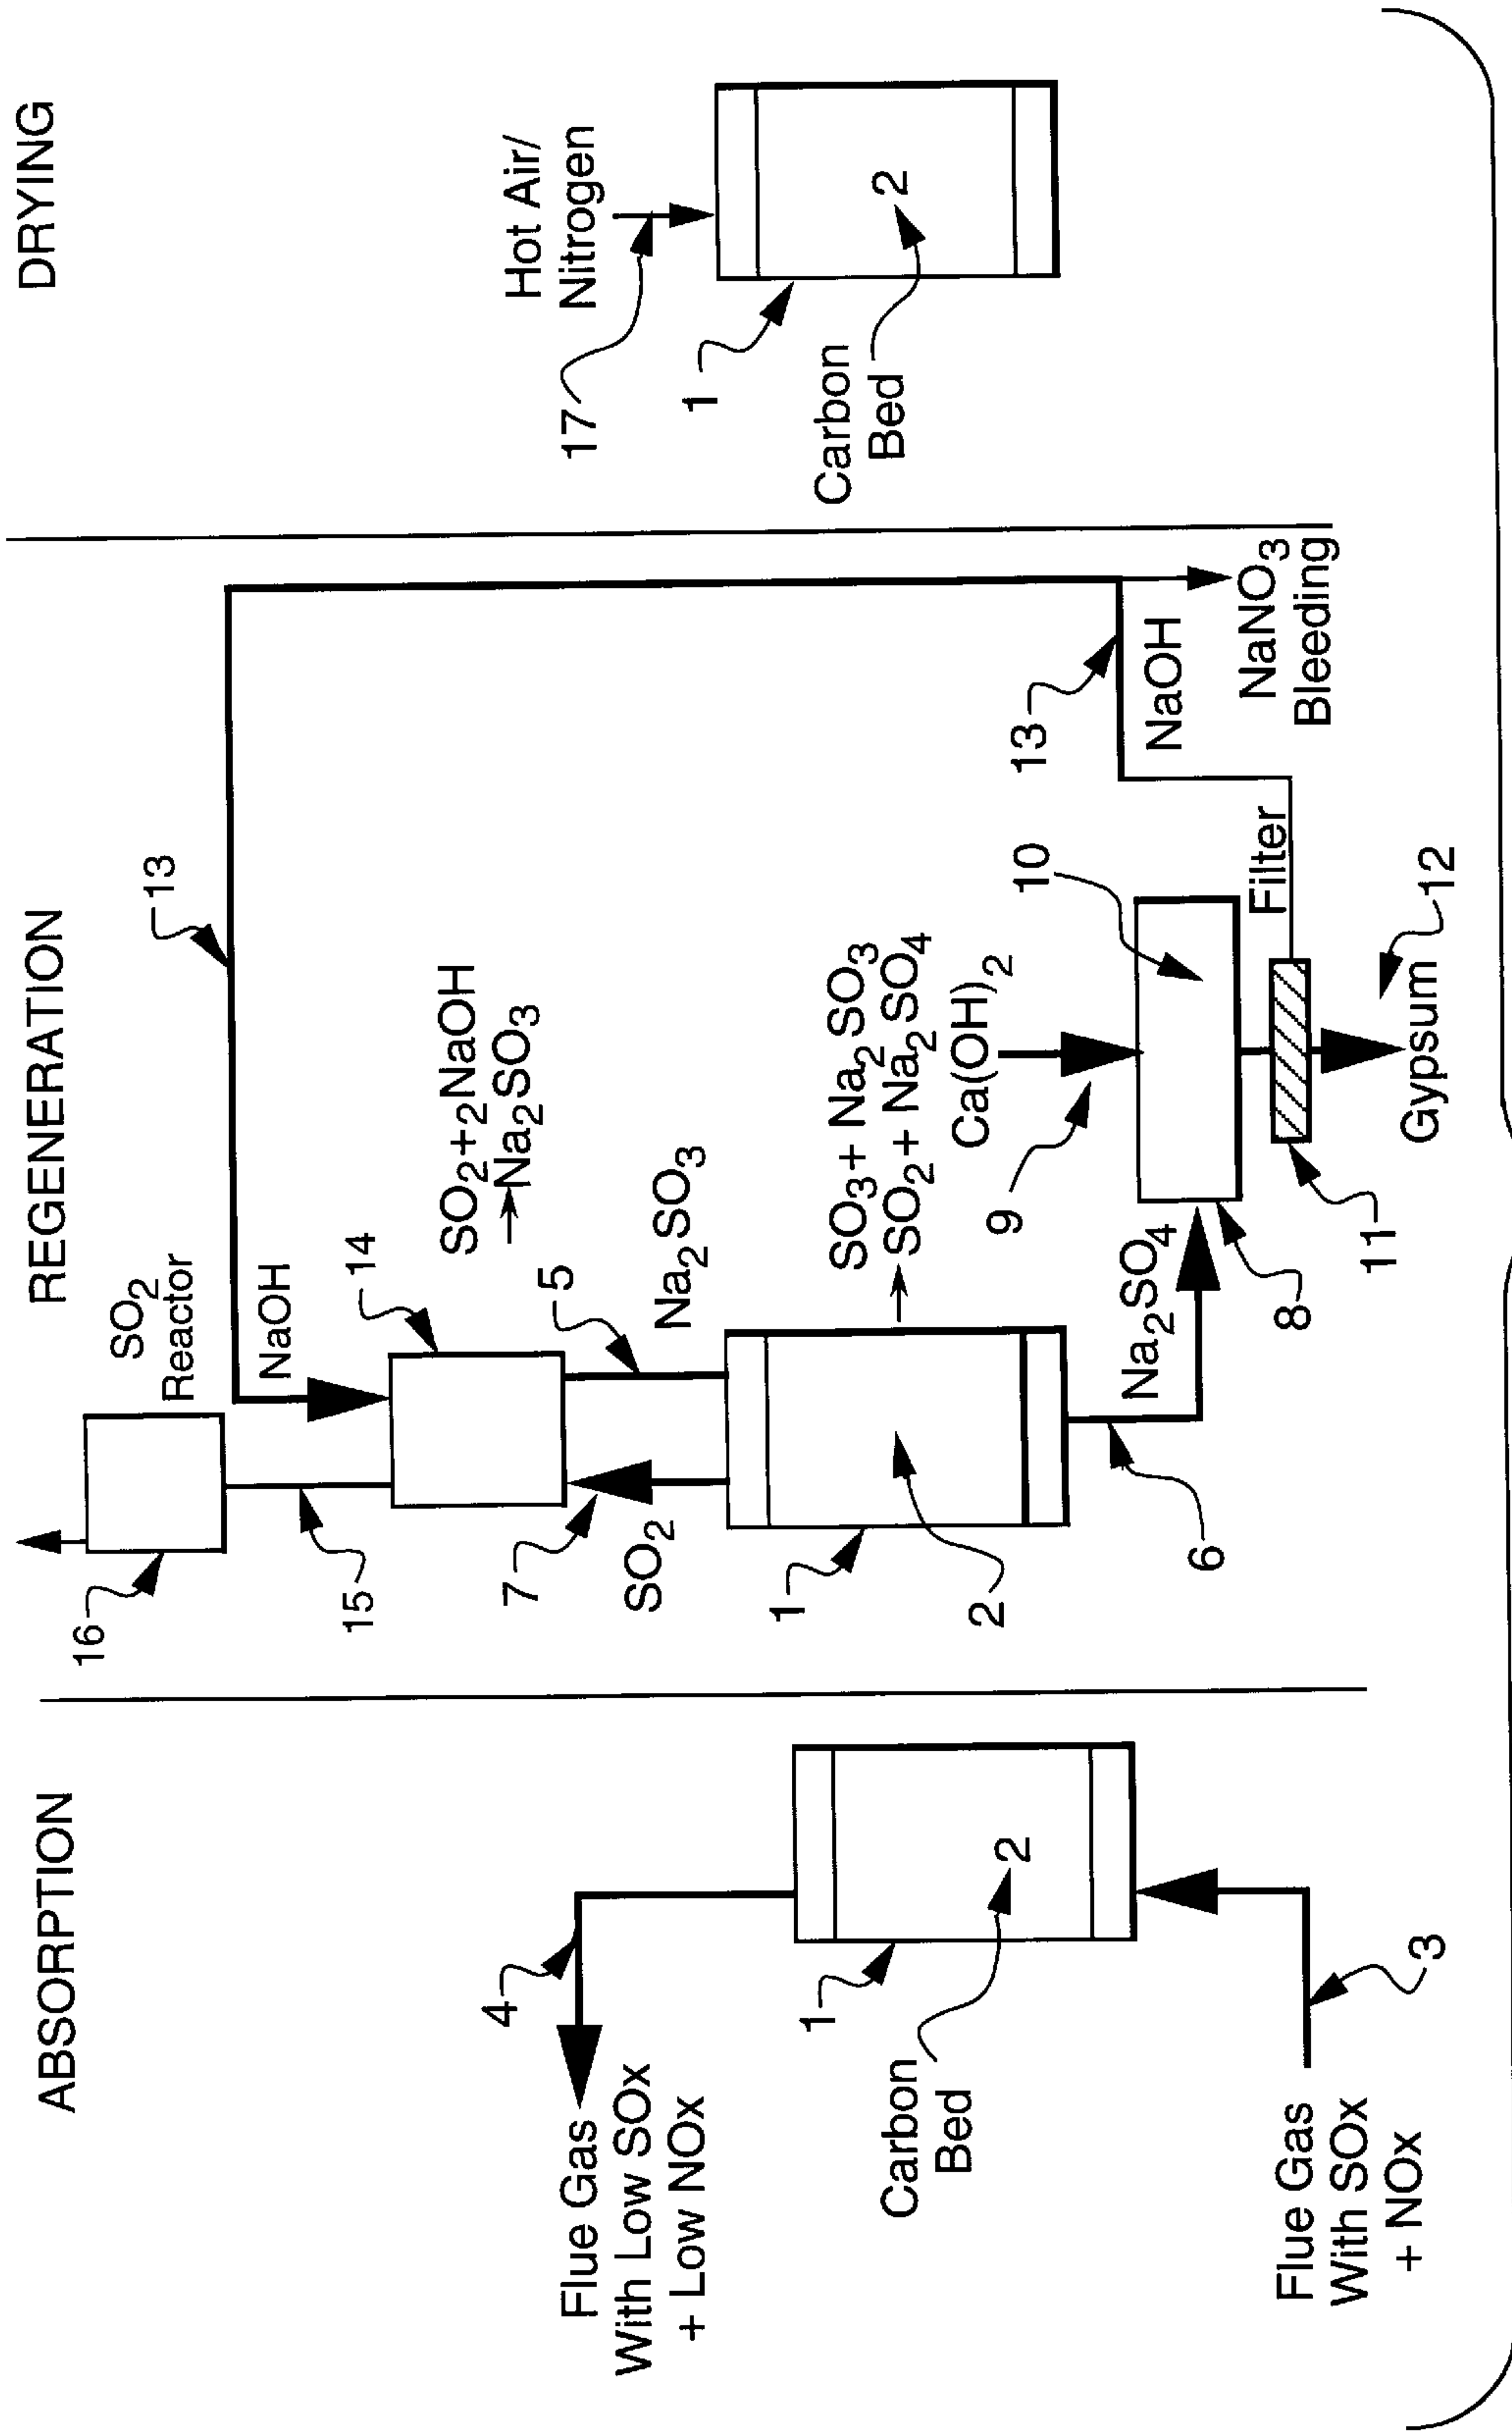 ABSORPTION
4
Flue Gas
With Low SOx
+ Low NOx
1
2
Carbon
Bed
3
Flue Gas
With SOx
+ NOx
REGENERATION
16
SO2
Reactor
15
13
NaOH
14
SO2+2NaOH
→Na2SO3
7
SO2
5
Na2SO3
1
2
SO3+ Na2SO3
→ SO2+ Na2SO4
6
Na2SO4
Ca(OH)2
9
10
8
11
Filter
Gypsum
12
13
NaOH
NaNO3
Bleeding
DRYING
Hot Air/
Nitrogen
17
1
2
Carbon
Bed